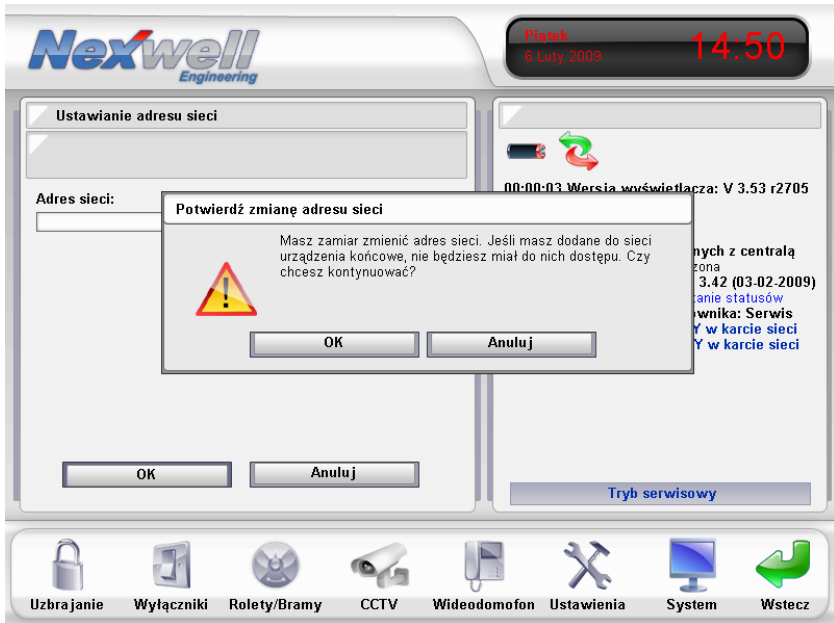 Nexwell
Engineering
Piątek
6 Luty 2009
14:50
Ustawianie adresu sieci
Adres sieci:
00:00:03 Wersja wyświetlacza: V 3.53 r2705
Potwierdź zmianę adresu sieci
Masz zamiar zmienić adres sieci. Jeśli masz dodane do sieci
urządzenia końcowe, nie będziesz miał do nich dostępu. Czy
chcesz kontynuować?
OK
Anuluj
nych z centralą
zona
3.42 (03-02-2009)
anie statusów
wnika: Serwis
Y w karcie sieci
Y w karcie sieci
OK
Anuluj
Tryb serwisowy
Uzbrajanie
Wyłączniki
Rolety/Bramy
CCTV
Wideodomofon
Ustawienia
System
Wstecz